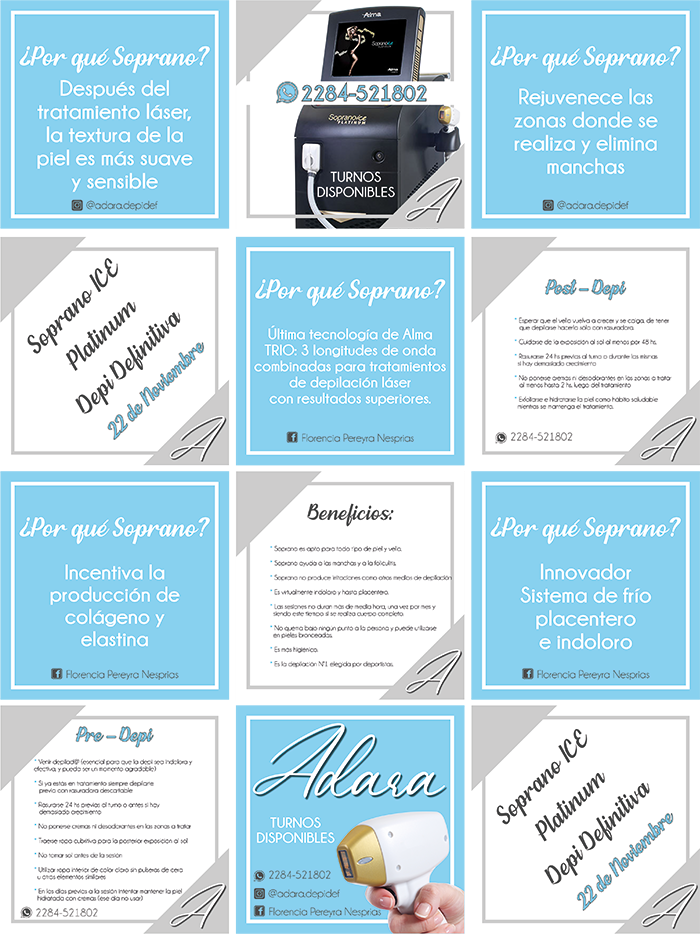 ¿Por qué Soprano?
Después del
tratamiento láser,
la textura de la
piel es más suave
y sensible
@adara.depidef
Alma
Soprano ICE
Alma
2284-521802
Soprano ICE
PLATINUM
TURNOS
DISPONIBLES
A
¿Por qué Soprano?
Rejuvenece las
zonas donde se
realiza y elimina
manchas
@adara.depidef
Soprano ICE
Platinum
Depi Definitiva
22 de Noviembre
A
¿Por qué Soprano?
Última tecnología de Alma
TRIO: 3 longitudes de onda
combinadas para tratamientos
de depilación láser
con resultados superiores.
Florencia Pereyra Nesprias
Post - Depi
* Esperar que el vello vuelva a crecer y se caiga, de tener
que depilarse hacerlo solo con rasuradora.
* Cuidarse de la exposición al sol al menos por 48 hs.
* Rasurarse 24 hs previas al turno o durante las mismas
si hay demasiado crecimiento
* No ponerse cremas ni desodorantes en las zonas a tratar
al menos hasta 2 hs. luego del tratamiento
* Exfoliarse e hidratarse la piel como hábito saludable
mientras se mantenga el tratamiento.
2284-521802
A
¿Por qué Soprano?
Incentiva la
producción de
colágeno y
elastina
Florencia Pereyra Nesprias
Beneficios:
* Soprano es apto para todo tipo de piel y vello.
* Soprano ayuda a las manchas y a la foliculitis.
* Soprano no produce irritaciones como otros medios de depilación
* Es virtualmente indoloro y hasta placentero.
* Las sesiones no duran más de media hora, una vez por mes y
siendo este tiempo si se realiza cuerpo completo.
* No quema bajo ningún punto a la persona y puede utilizarse
en pieles bronceadas.
* Es más higiénico.
* Es la depilación N°1 elegida por deportistas.
A
¿Por qué Soprano?
Innovador
Sistema de frío
placentero
e indoloro
Florencia Pereyra Nesprias
Pre - Depi
* Venir depilad@ (esencial para que la depi sea indolora y
efectiva, y pueda ser un momento agradable)
* Si ya estás en tratamiento siempre depilarse
previo con rasuradora descartable
* Rasurarse 24 hs previas al turno o antes si hay
demasiado crecimiento
* No ponerse cremas ni desodorantes en las zonas a tratar
* Traerse ropa cubritiva para la posterior exposición al sol
* No tomar sol antes de la sesión
* Utilizar ropa interior de color claro sin pulseras de cera
u otros elementos similares
* En los días previos a la sesión intentar mantener la piel
hidratada con cremas (ese día no usar)
2284-521802
A
Adara
TURNOS
DISPONIBLES
2284-521802
@adara.depidef
Florencia Pereyra Nesprias
Soprano ICE
Platinum
Depi Definitiva
22 de Noviembre
A